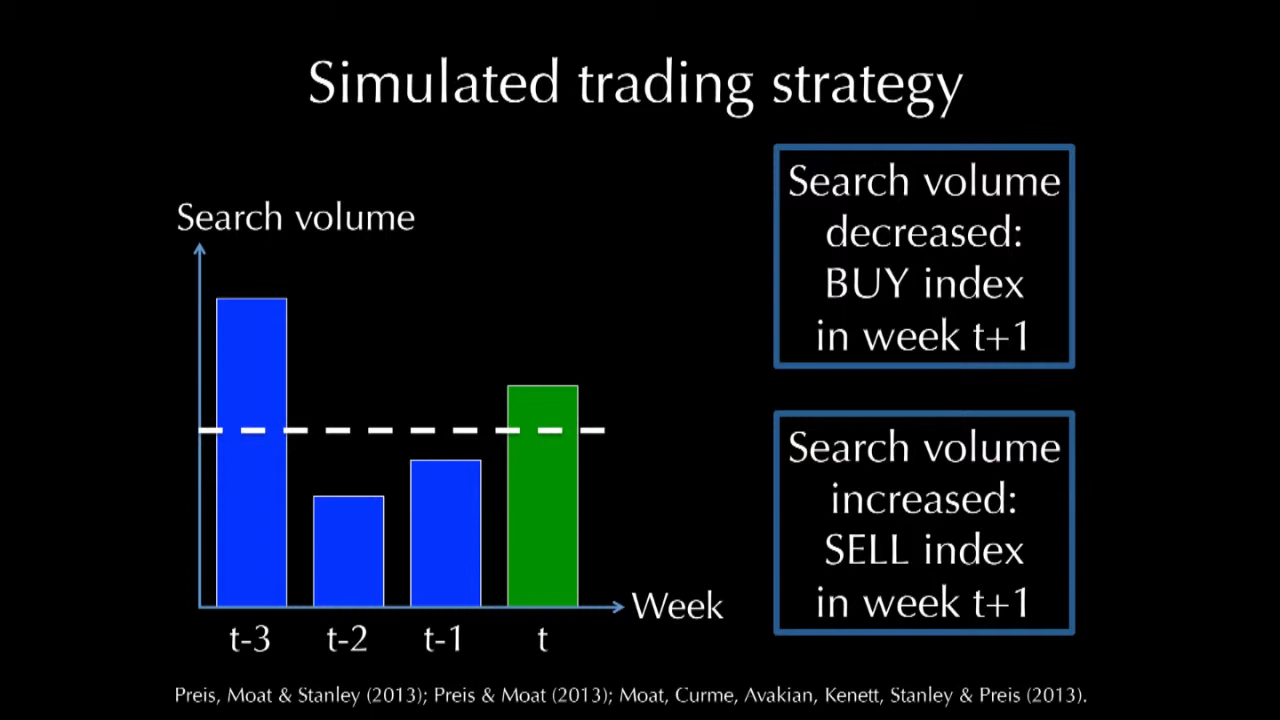 Simulated trading strategy
Search volume
Week
t-3
t-2
t-1
t
Search volume
decreased:
BUY index
in week t+1
Search volume
increased:
SELL index
in week t+1
Preis, Moat & Stanley (2013); Preis & Moat (2013); Moat, Curme, Avakian, Kenett, Stanley & Preis (2013).